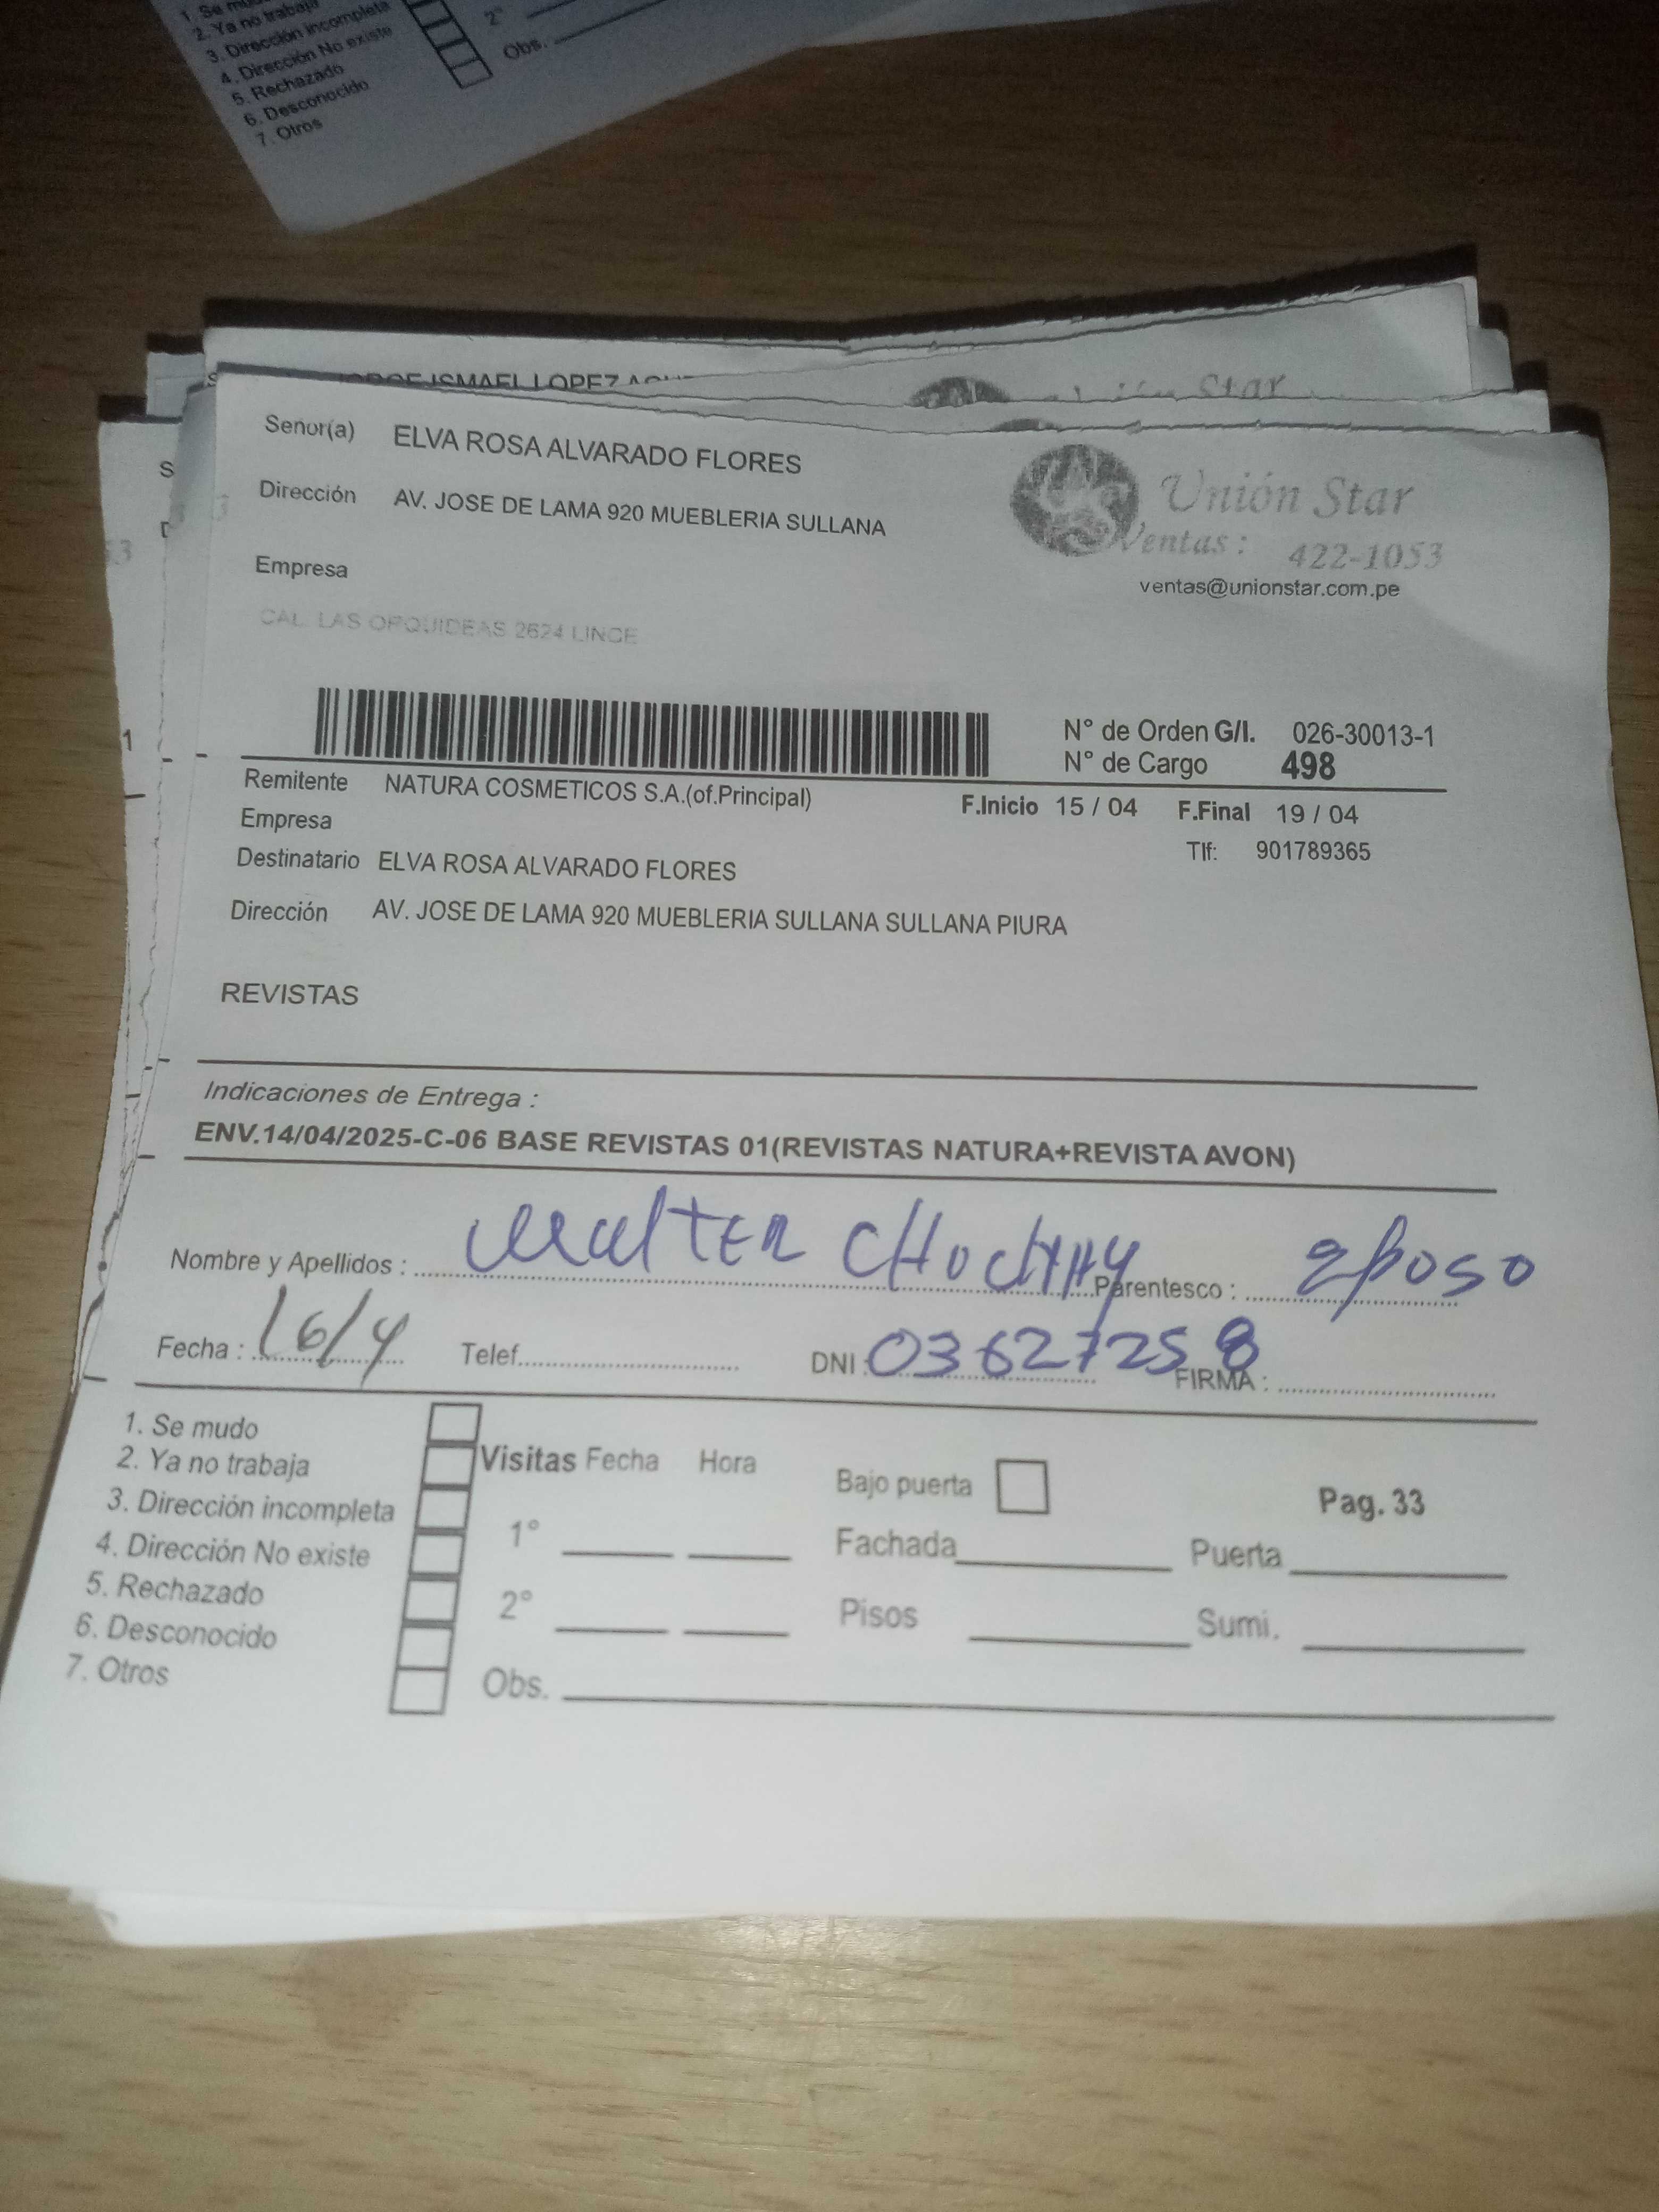 1. Se mudo
2. Ya no trabaja
3. Dirección incompleta
4. Dirección No existe
5. Rechazado
6. Desconocido
7. Otros
2°
Obs.
ISMAEL LOPEZ
Star
Señor(a) ELVA ROSA ALVARADO FLORES
Dirección AV. JOSE DE LAMA 920 MUEBLERIA SULLANA
Empresa
CAL. LAS ORQUIDEAS 2624 LINCE
Unión Star
Ventas: 422-1053
ventas@unionstar.com.pe
N° de Orden G/I. 026-30013-1
N° de Cargo 498
Remitente NATURA COSMETICOS S.A.(of.Principal)
F.Inicio 15 / 04 F.Final 19 / 04
Empresa
Tlf: 901789365
Destinatario ELVA ROSA ALVARADO FLORES
Dirección AV. JOSE DE LAMA 920 MUEBLERIA SULLANA SULLANA PIURA
REVISTAS
Indicaciones de Entrega :
ENV.14/04/2025-C-06 BASE REVISTAS 01(REVISTAS NATURA+REVISTA AVON)
Nombre y Apellidos : Walter Parentesco : esposo
Fecha : 16/4 Telef. DNI : 03627258 FIRMA :
1. Se mudo
2. Ya no trabaja
3. Dirección incompleta
4. Dirección No existe
5. Rechazado
6. Desconocido
7. Otros
Visitas Fecha Hora
1°
2°
Obs.
Bajo puerta
Pag. 33
Fachada Puerta
Pisos Sumi.